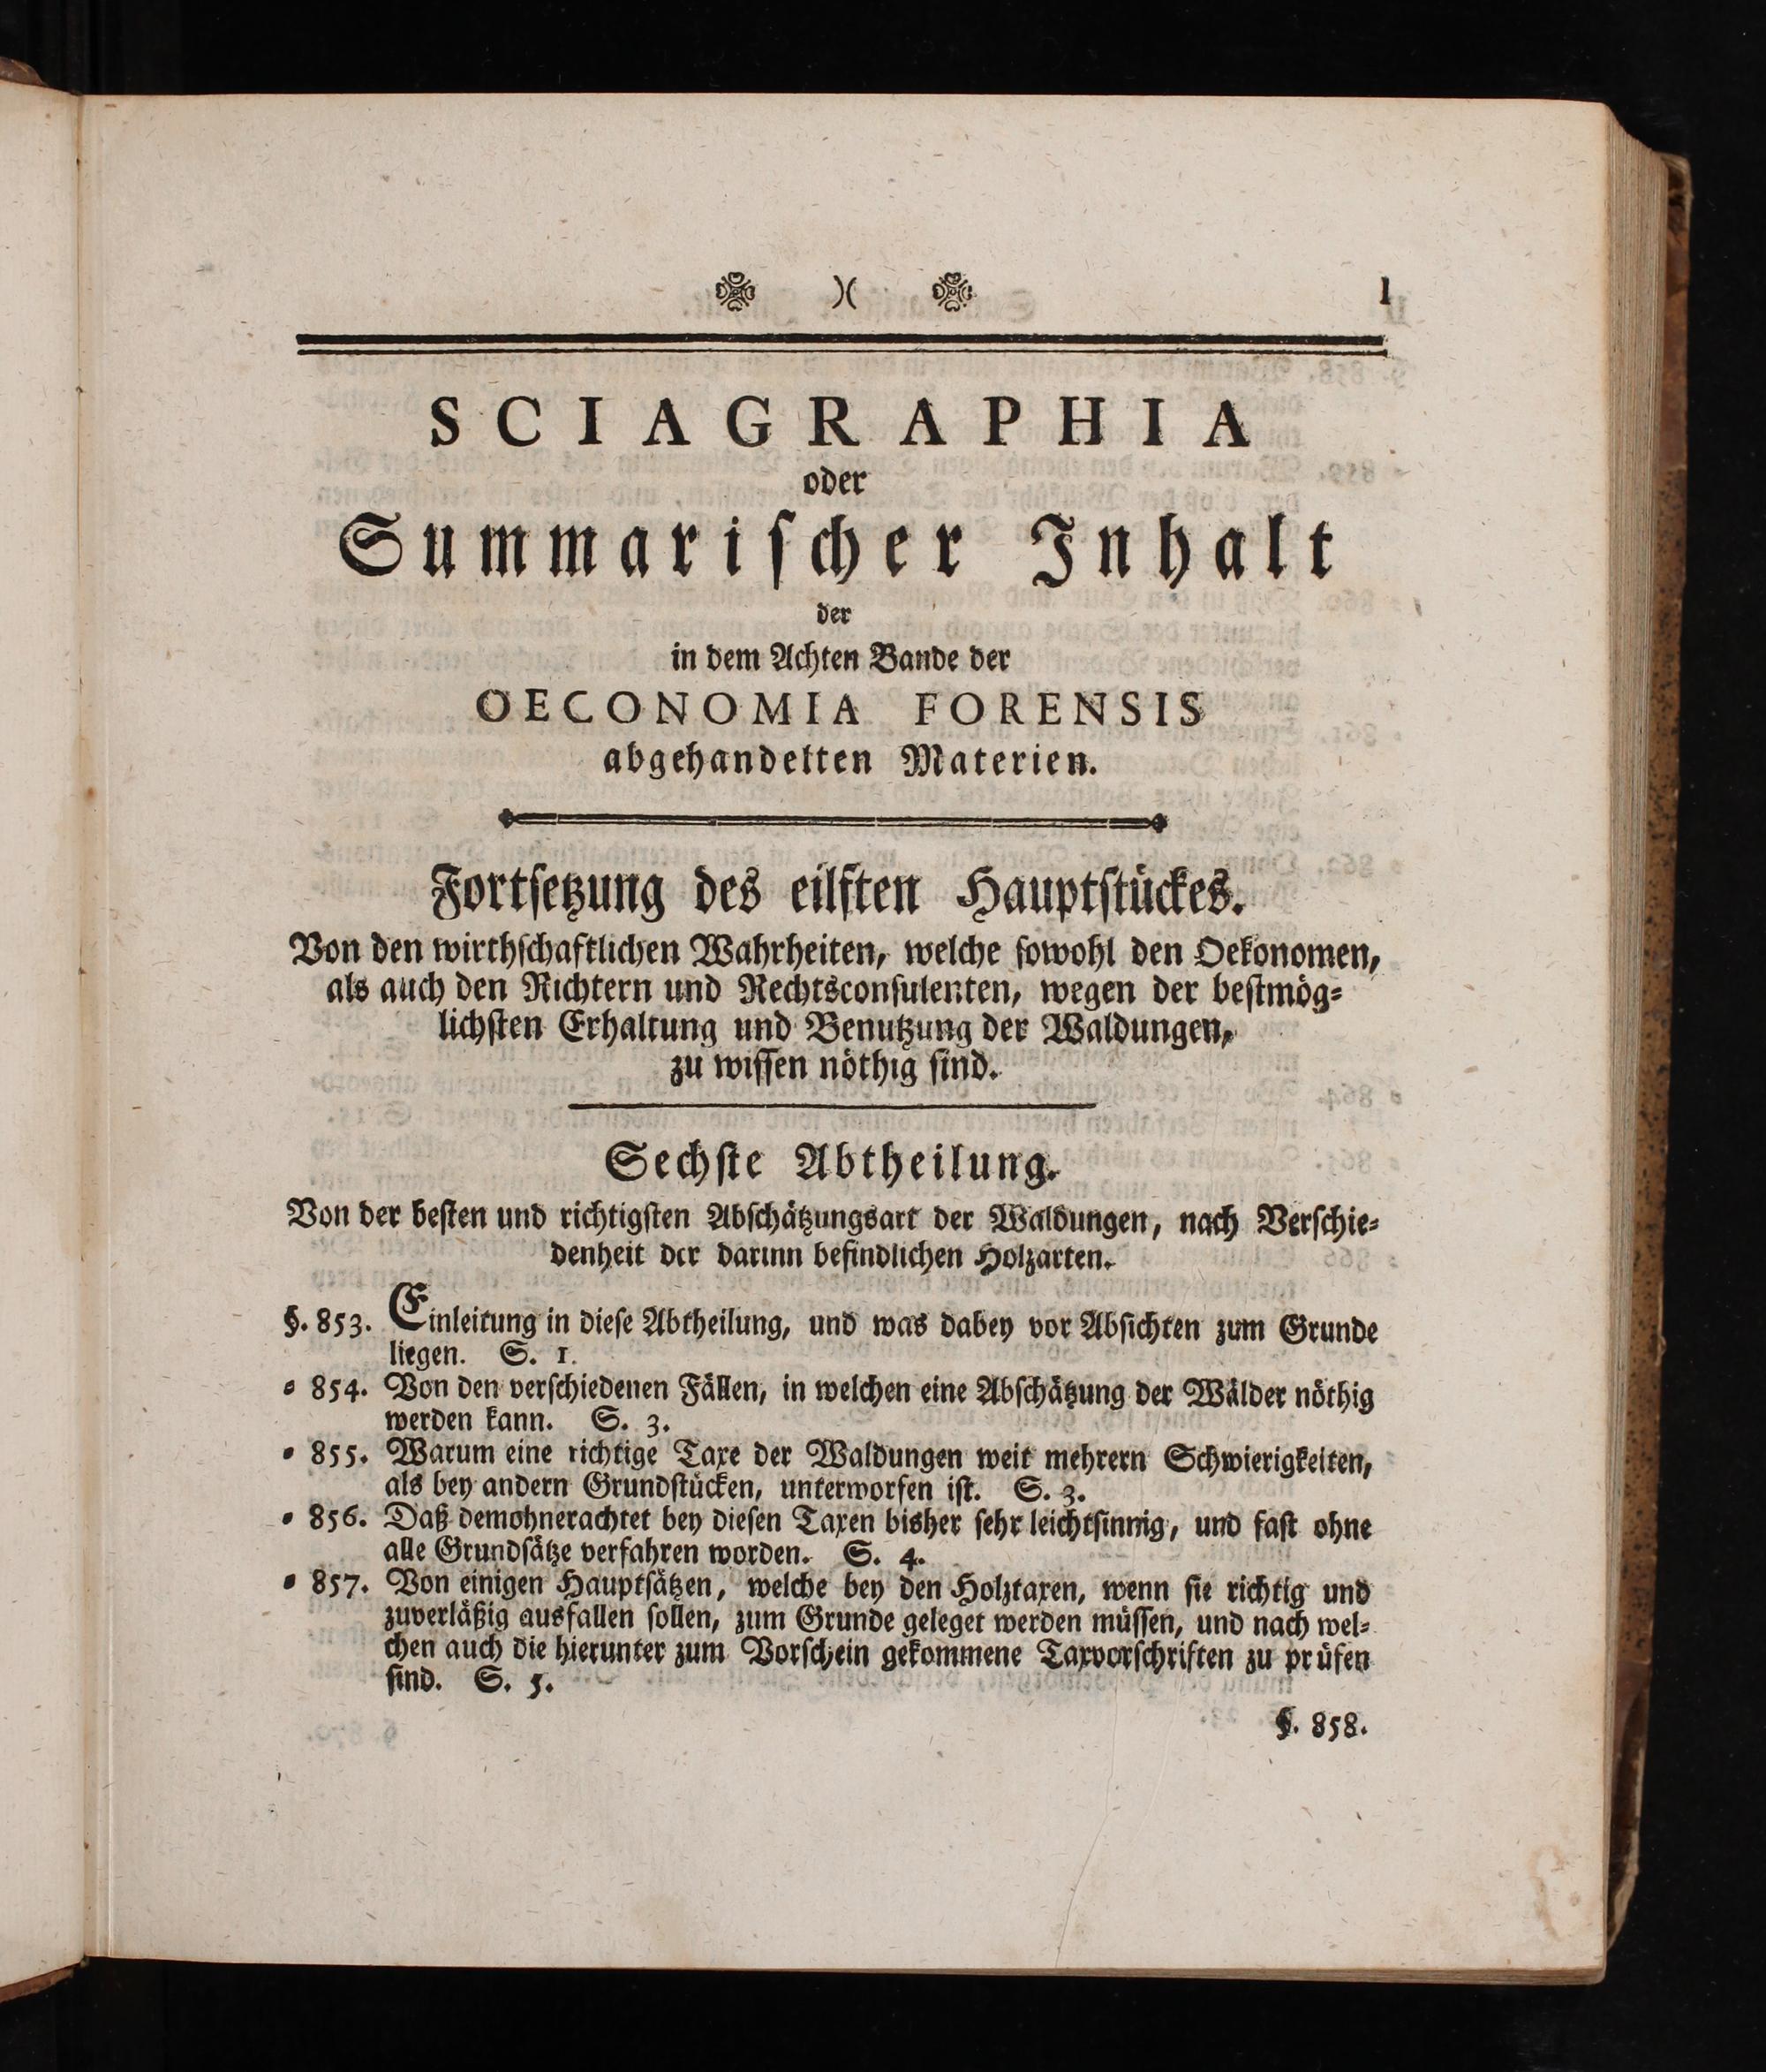 )( I
SCIAGRAPHIA
oder
Summarischer Inhalt
der
in dem Achten Bande der
OECONOMIA FORENSIS
abgehandelten Materien.
Fortsetzung des eilften Hauptstückes.
Von den wirthschaftlichen Wahrheiten, welche sowohl den Oekonomen,
als auch den Richtern und Rechtsconsulenten, wegen der bestmög-
lichsten Erhaltung und Benutzung der Waldungen,
zu wissen nöthig sind.
Sechste Abtheilung.
Von der besten und richtigsten Abschätzungsart der Waldungen, nach Verschie-
denheit der darinn befindlichen Holzarten.
§. 853. Einleitung in diese Abtheilung, und was dabey vor Absichten zum Grunde
liegen. S. 1.
= 854. Von den verschiedenen Fällen, in welchen eine Abschätzung der Wälder nöthig
werden kann. S. 3.
= 855. Warum eine richtige Taxe der Waldungen weit mehrern Schwierigkeiten,
als bey andern Grundstücken, unterworfen ist. S. 3.
= 856. Daß demohnerachtet bey diesen Taxen bisher sehr leichtsinnig, und fast ohne
alle Grundsätze verfahren worden. S. 4.
= 857. Von einigen Hauptsätzen, welche bey den Holztaxen, wenn sie richtig und
zuverläßig ausfallen sollen, zum Grunde geleget werden müssen, und nach wel-
chen auch die hierunter zum Vorschein gekommene Taxvorschriften zu prüfen
sind. S. 5.
§. 858.